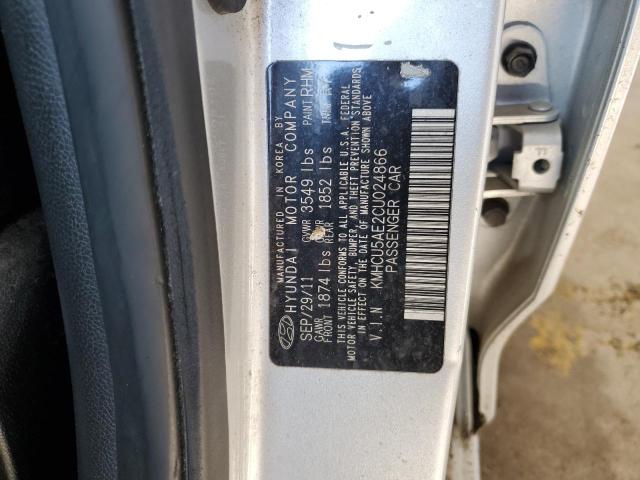 MANUFACTURED IN KOREA BY
HYUNDAI MOTOR COMPANY
SEP/29/11 GVWR 3549 lbs PAINT RHM
GAWR FRONT 1874 lbs GAWR REAR 1852 lbs TRIM
THIS VEHICLE CONFORMS TO ALL APPLICABLE U.S.A. FEDERAL
MOTOR VEHICLE SAFETY, BUMPER, AND THEFT PREVENTION STANDARDS
IN EFFECT ON THE DATE OF MANUFACTURE SHOWN ABOVE
V.I.N KMHCU5AE2CU024866
PASSENGER CAR